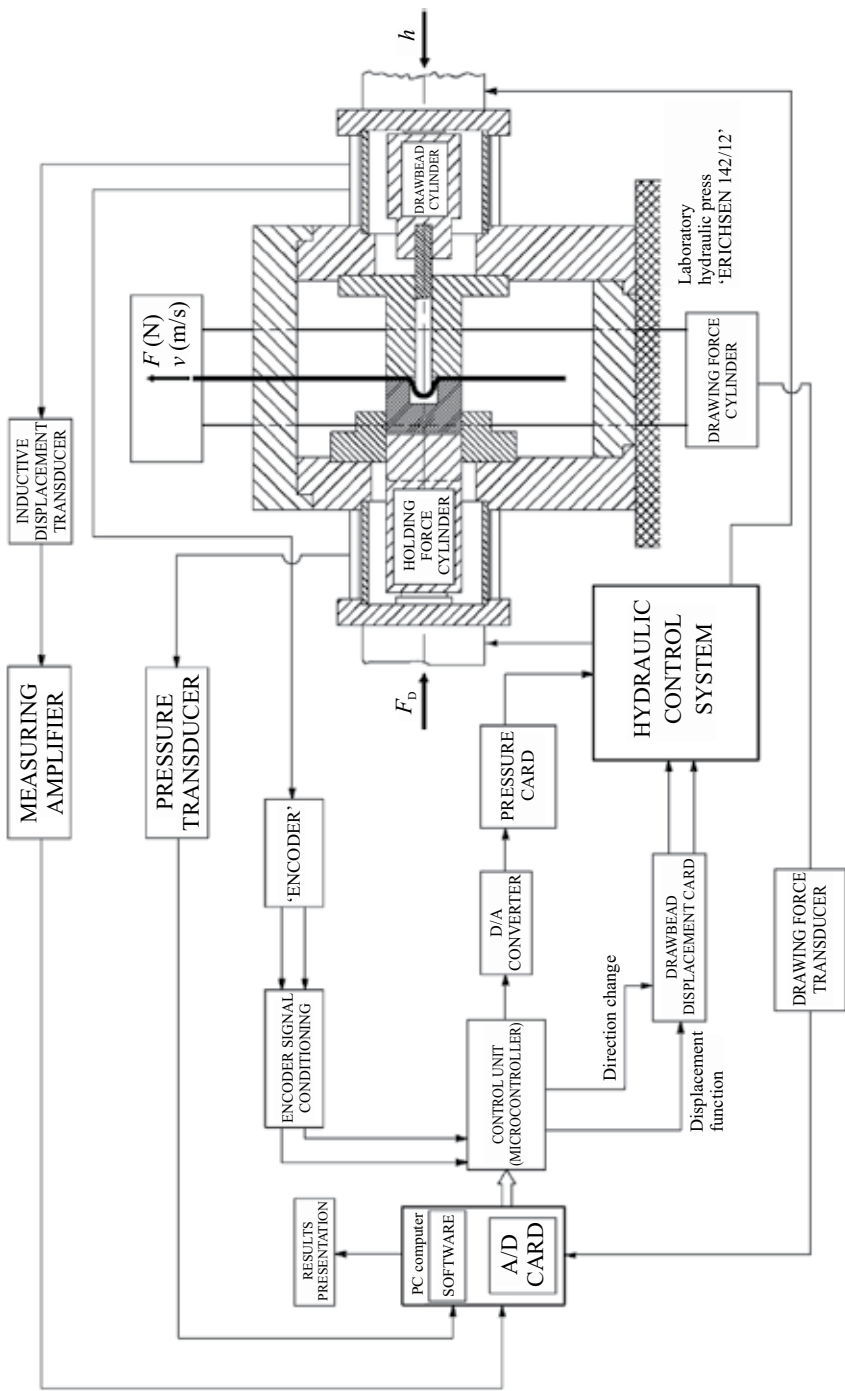 h
INDUCTIVE
DISPLACEMENT
TRANSDUCER
MEASURING
AMPLIFIER
PRESSURE
TRANSDUCER
'ENCODER'
ENCODER SIGNAL
CONDITIONING
RESULTS
PRESENTATION
PC computer
SOFTWARE
A/D
CARD
CONTROL UNIT
(MICROCONTROLLER)
D/A
CONVERTER
PRESSURE
CARD
Direction change
Displacement
function
DRAWBEAD
DISPLACEMENT CARD
HYDRAULIC
CONTROL
SYSTEM
DRAWING FORCE
TRANSDUCER
DRAWING FORCE
CYLINDER
Laboratory
hydraulic press
'ERICHSEN 142/12'
F (N)
v (m/s)
DRAWBEAD
CYLINDER
HOLDING
FORCE
CYLINDER
F_D